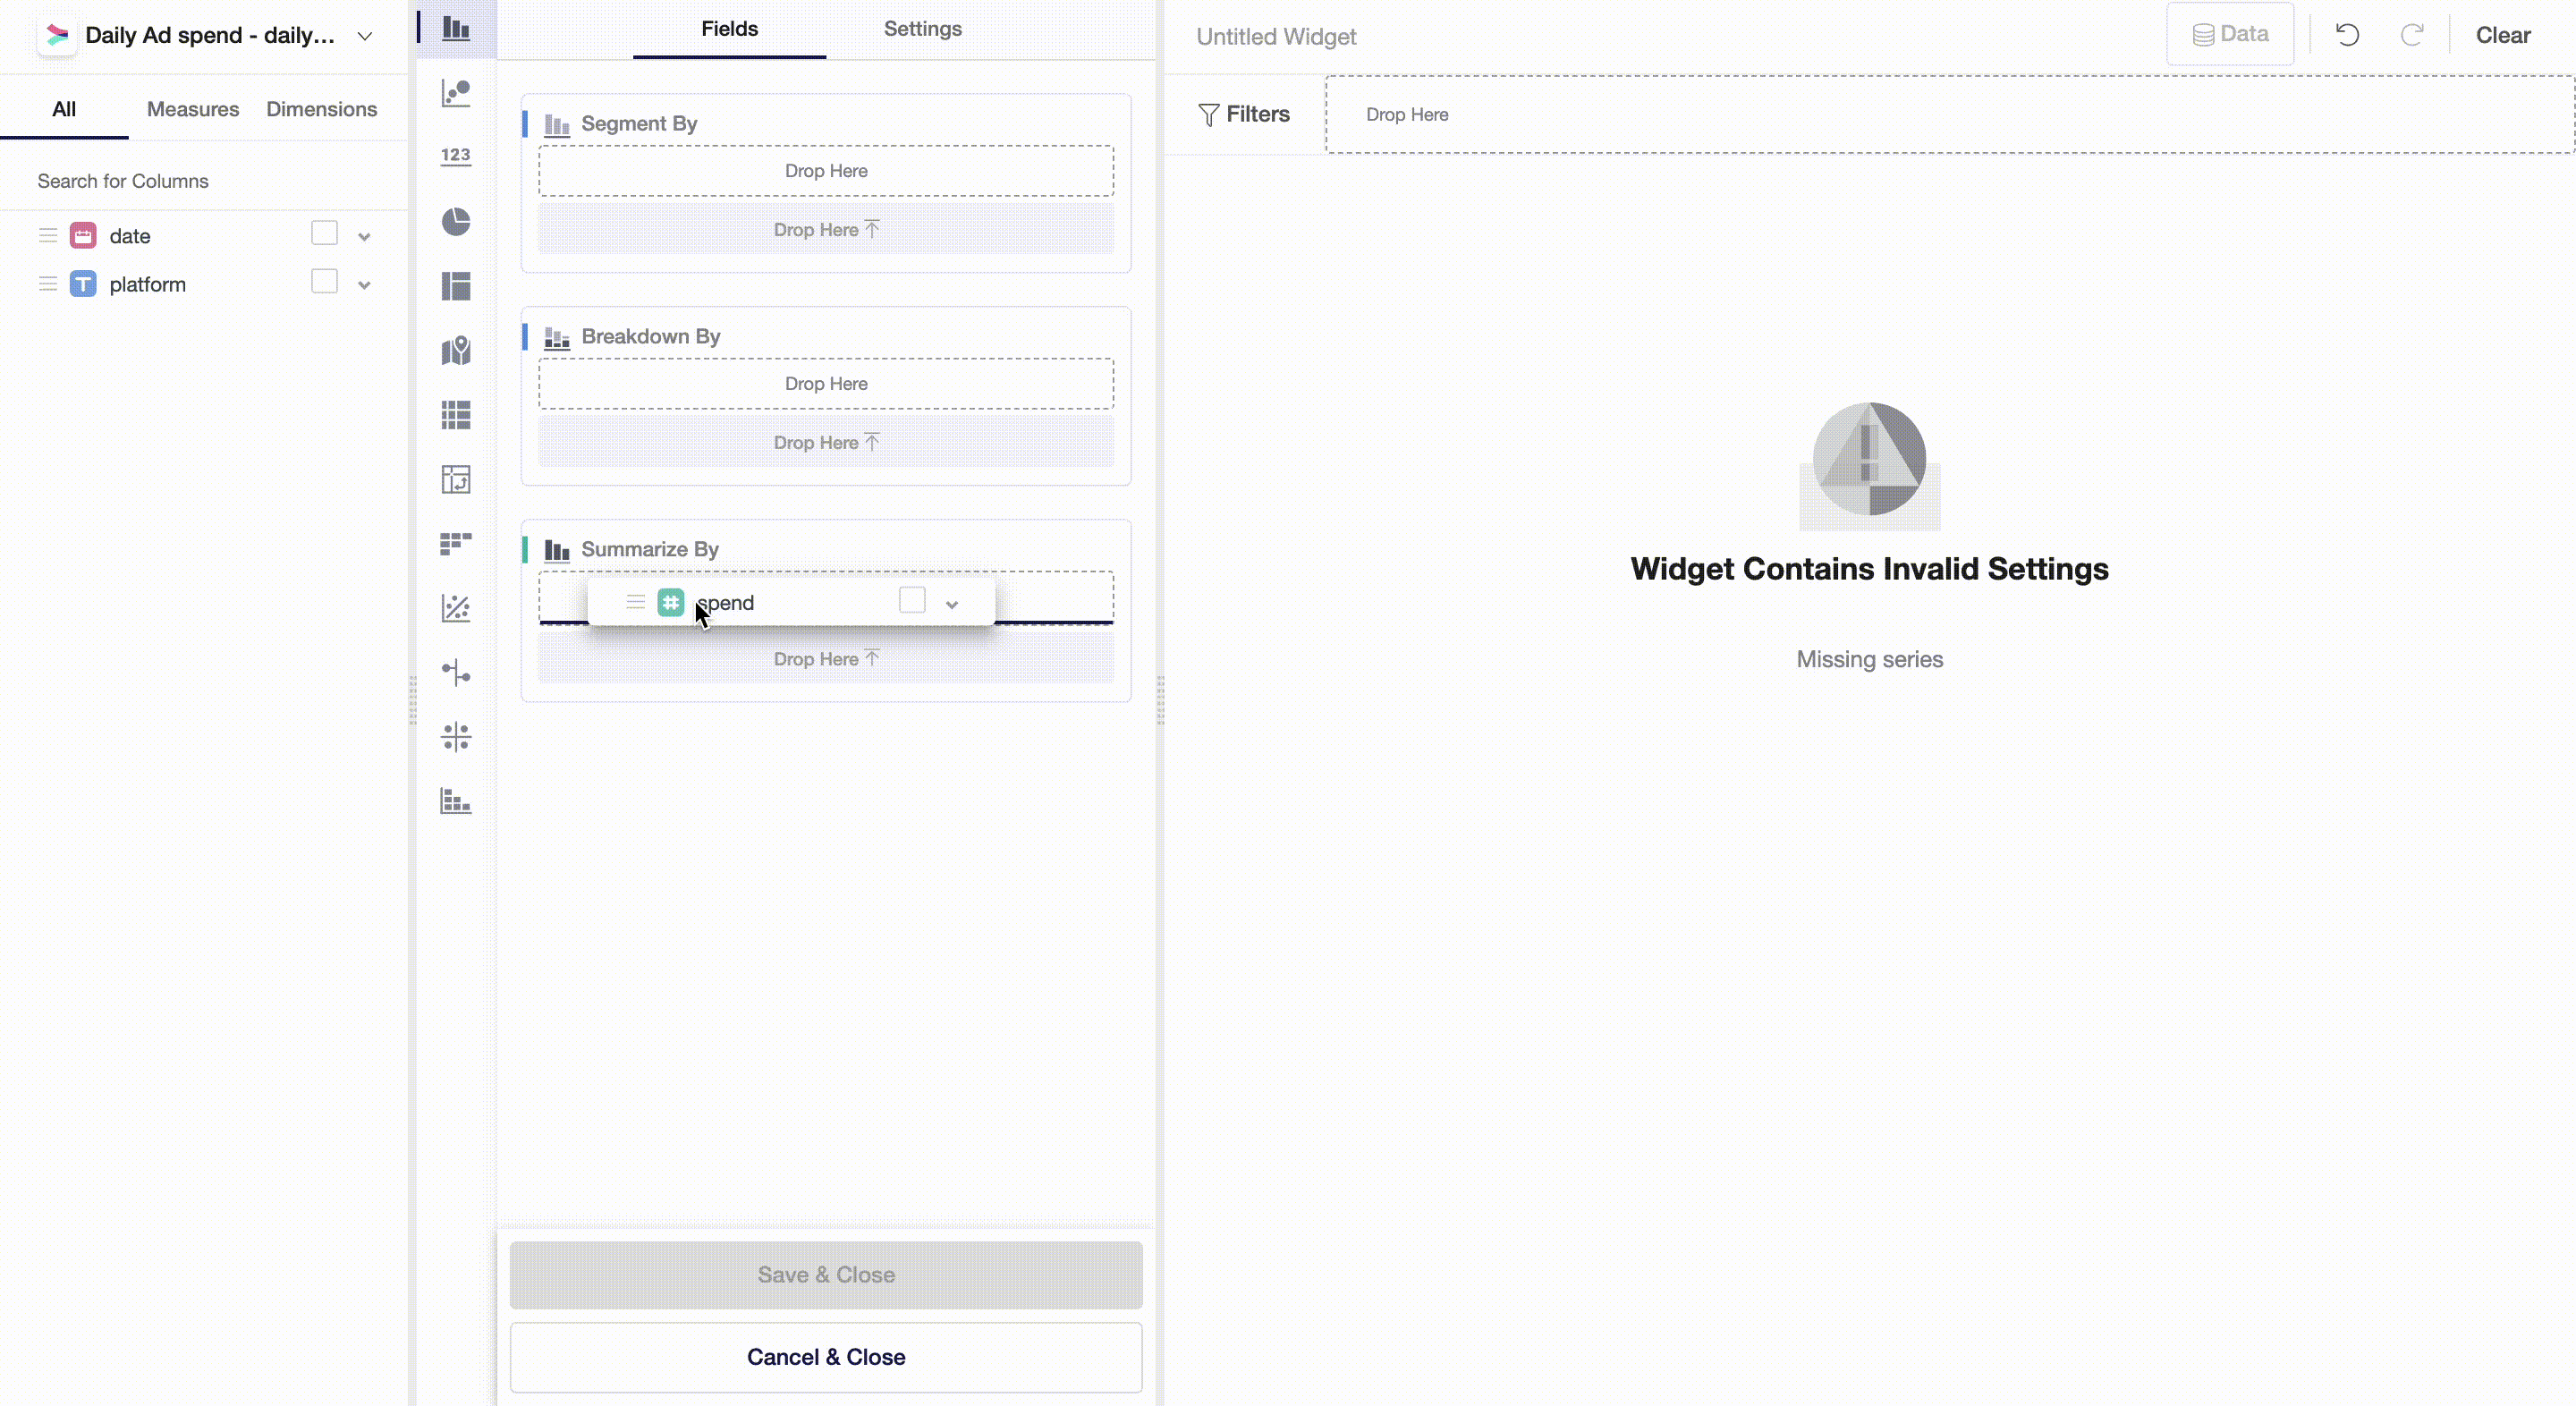 Daily Ad spend - daily...
All
Measures
Dimensions
Search for Columns
date
T
platform
123
Fields
Settings
Segment By
Drop Here
Drop Here
Breakdown By
Drop Here
Drop Here
Summarize By
# spend
Drop Here
Save & Close
Cancel & Close
Untitled Widget
Data
Clear
Filters
Drop Here
Widget Contains Invalid Settings
Missing series